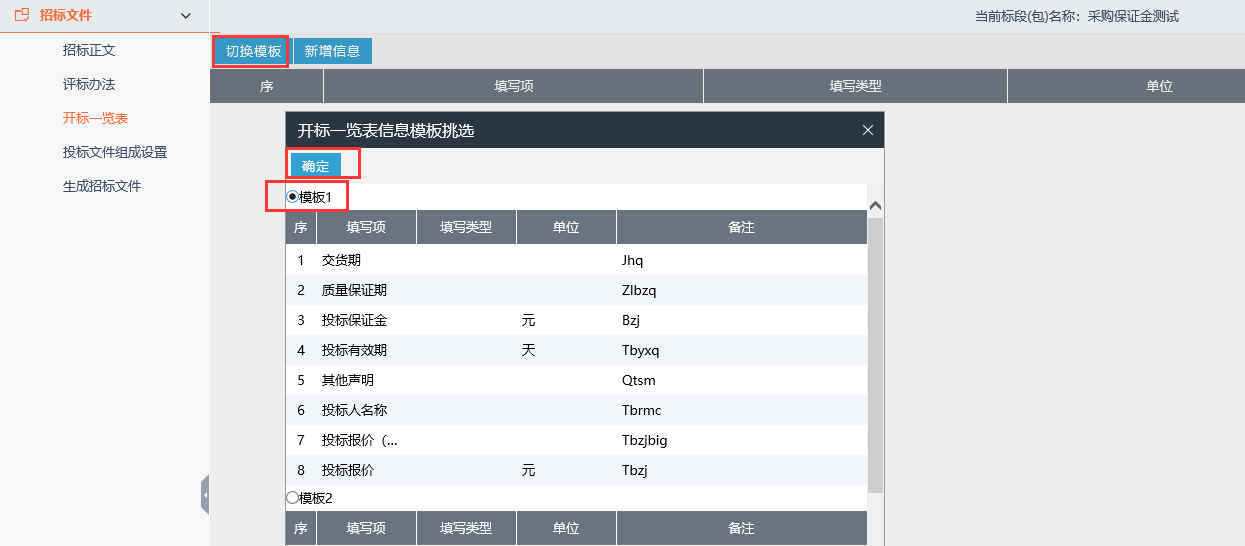 招标文件
当前标段(包)名称：采购保证金测试
招标正文
评标办法
开标一览表
投标文件组成设置
生成招标文件
切换模板 新增信息
序 填写项 填写类型 单位
开标一览表信息模板挑选
确定
模板1
序 填写项 填写类型 单位 备注
1 交货期 Jhq
2 质量保证期 Zlbzq
3 投标保证金 元 Bzj
4 投标有效期 天 Tbyxq
5 其他声明 Qtsm
6 投标人名称 Tbrmc
7 投标报价（... Tbzjbig
8 投标报价 元 Tbzj
模板2
序 填写项 填写类型 单位 备注